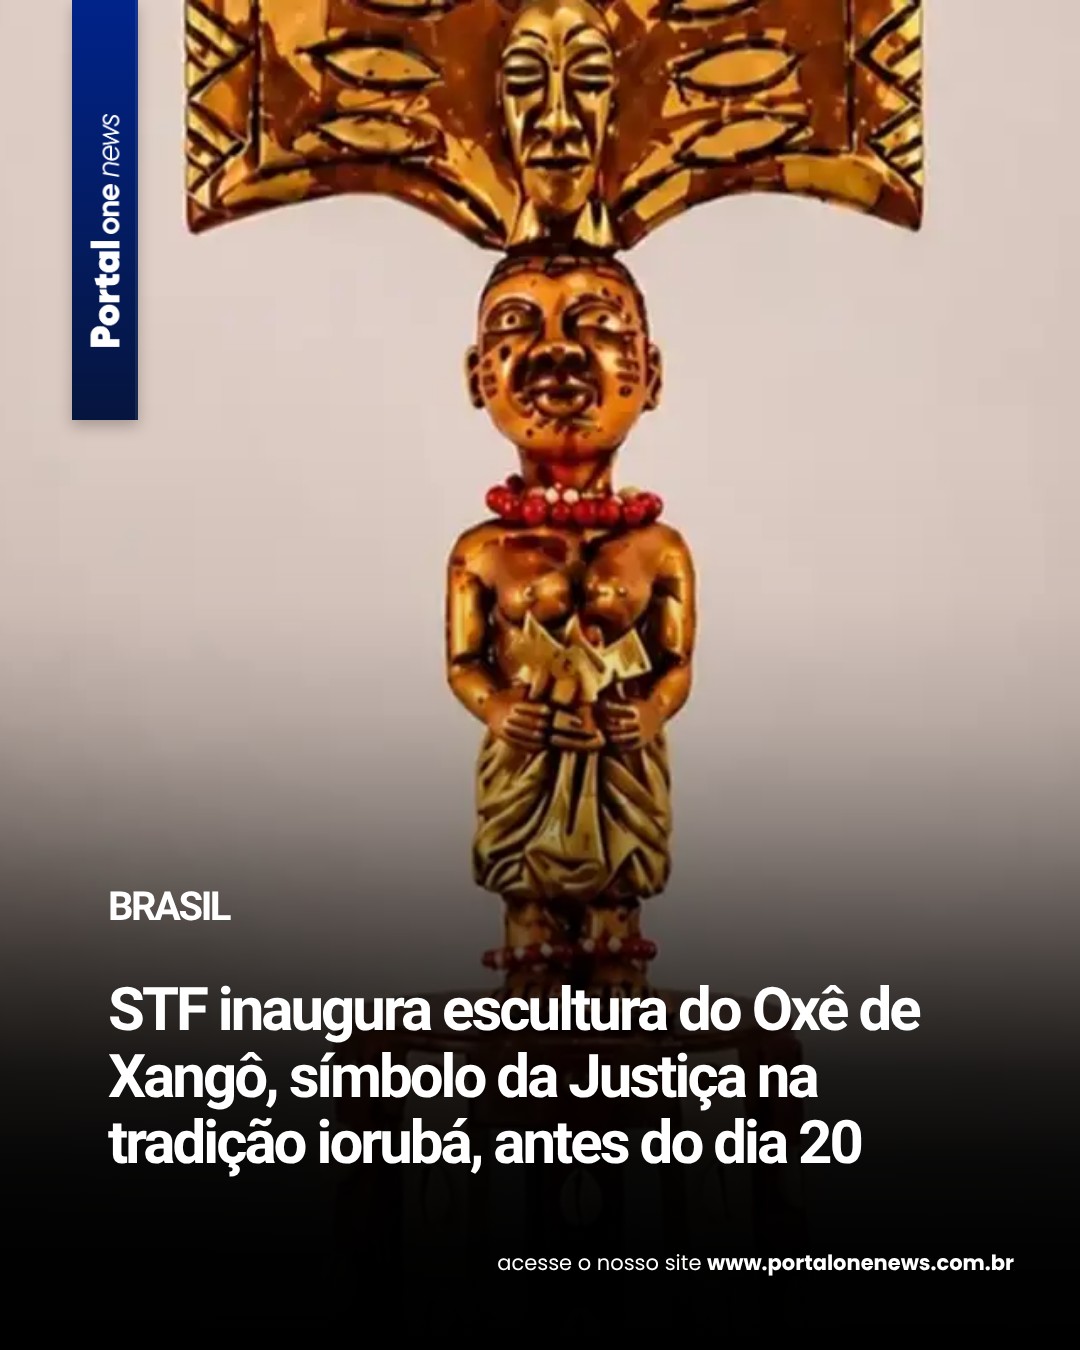 Portal one news
BRASIL
STF inaugura escultura do Oxê de
Xangô, símbolo da Justiça na
tradição iorubá, antes do dia 20
acesse o nosso site www.portalonenews.com.br